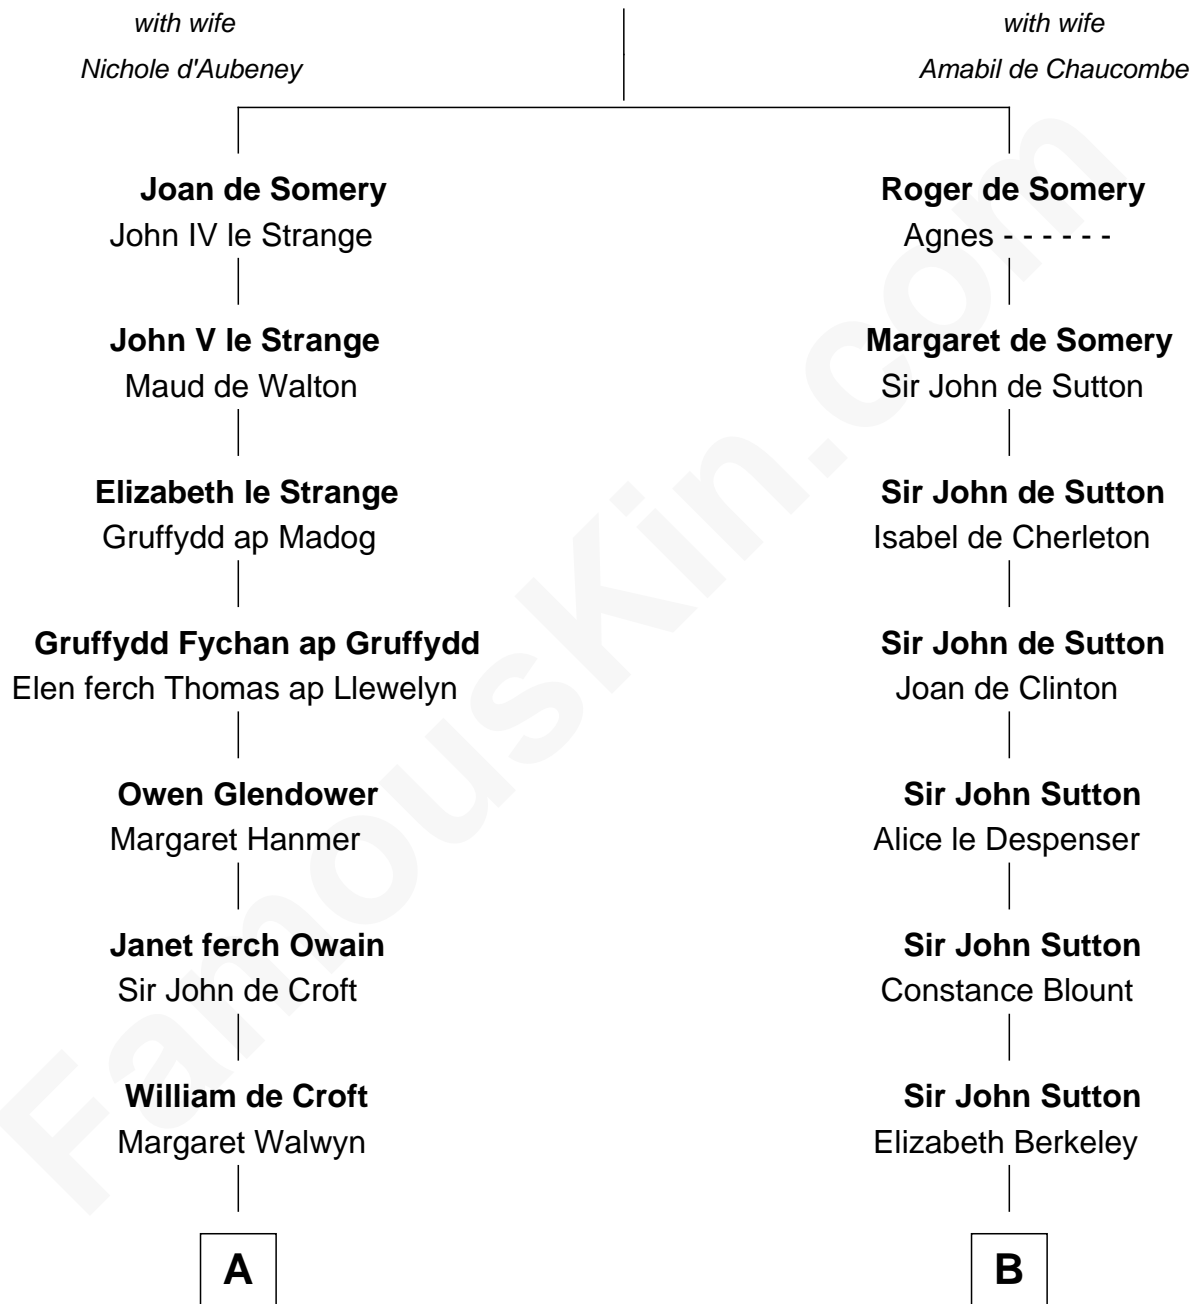 with wife
Nichole d'Aubeney
with wife
Amabil de Chaucombe
Joan de Somery
John IV le Strange
Roger de Somery
Agnes - - - - - -
John V le Strange
Maud de Walton
Margaret de Somery
Sir John de Sutton
Elizabeth le Strange
Gruffydd ap Madog
Sir John de Sutton
Isabel de Cherleton
Gruffydd Fychan ap Gruffydd
Elen ferch Thomas ap Llewelyn
Sir John de Sutton
Joan de Clinton
Owen Glendower
Margaret Hanmer
Sir John Sutton
Alice le Despenser
Janet ferch Owain
Sir John de Croft
Sir John Sutton
Constance Blount
William de Croft
Margaret Walwyn
Sir John Sutton
Elizabeth Berkeley
A
B
FamousKin.com